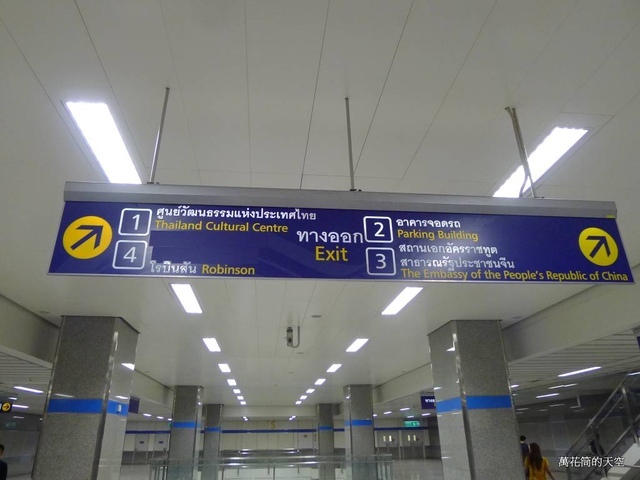 1 ศูนย์วัฒนธรรมแห่งประเทศไทย
Thailand Cultural Centre
4 โรบินสัน Robinson
ทางออก
Exit
2 อาคารจอดรถ
Parking Building
3 สถานเอกอัครราชทูต
สาธารณรัฐประชาชนจีน
The Embassy of the People's Republic of China
萬花筒的天空